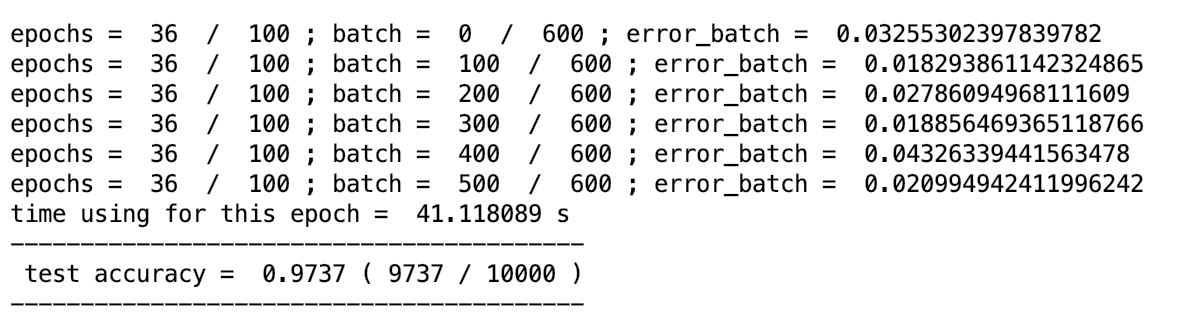 epochs =  36  /  100 ; batch =  0  /  600 ; error_batch =  0.03255302397839782
epochs =  36  /  100 ; batch =  100  /  600 ; error_batch =  0.018293861142324865
epochs =  36  /  100 ; batch =  200  /  600 ; error_batch =  0.02786094968111609
epochs =  36  /  100 ; batch =  300  /  600 ; error_batch =  0.018856469365118766
epochs =  36  /  100 ; batch =  400  /  600 ; error_batch =  0.04326339441563478
epochs =  36  /  100 ; batch =  500  /  600 ; error_batch =  0.020994942411996242
time using for this epoch =  41.118089 s
-----------------------------------------
 test accuracy =  0.9737 ( 9737 / 10000 )
-----------------------------------------